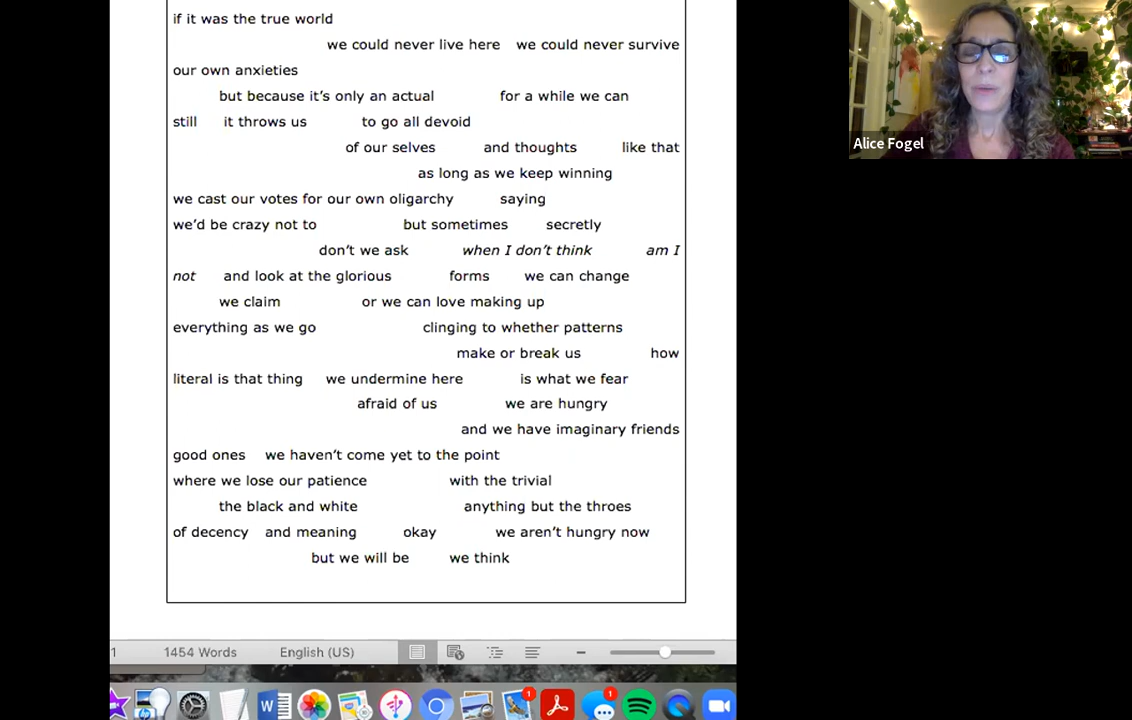 if it was the true world
we could never live here we could never survive
our own anxieties
but because it's only an actual for a while we can
still it throws us to go all devoid
of our selves and thoughts like that
as long as we keep winning
we cast our votes for our own oligarchy saying
we'd be crazy not to but sometimes secretly
don't we ask when I don't think am I
not and look at the glorious forms we can change
we claim or we can love making up
everything as we go clinging to whether patterns
make or break us how
literal is that thing we undermine here is what we fear
afraid of us we are hungry
and we have imaginary friends
good ones we haven't come yet to the point
where we lose our patience with the trivial
the black and white anything but the throes
of decency and meaning okay we aren't hungry now
but we will be we think
Alice Fogel
1 1454 Words English (US)
1 1